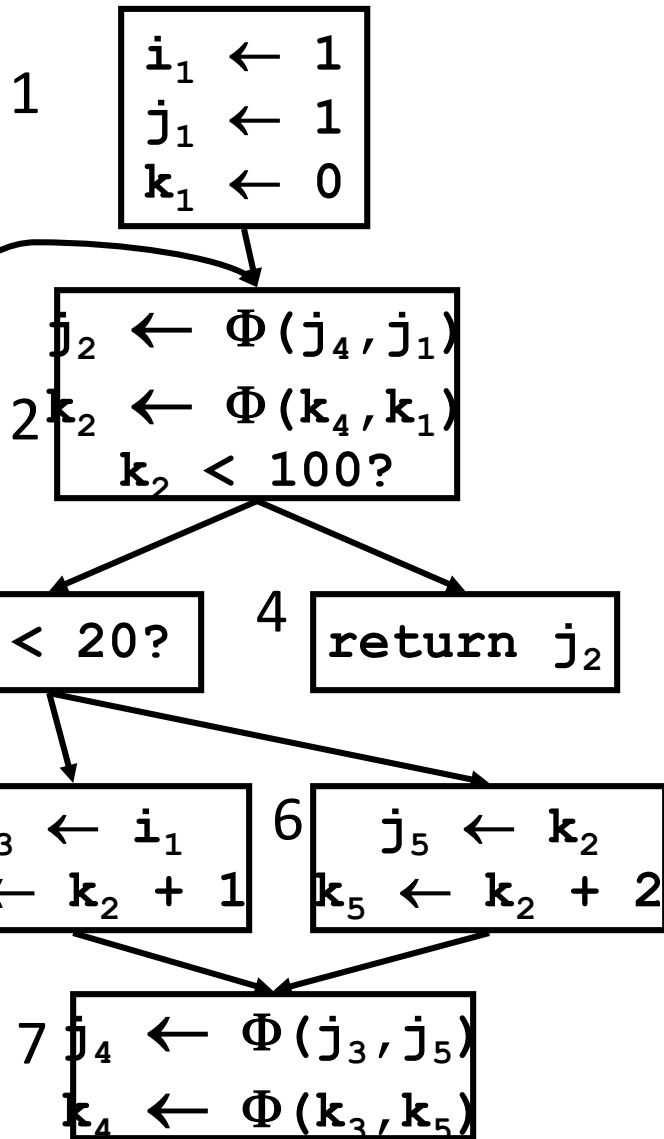 1
i₁ ← 1
j₁ ← 1
k₁ ← 0
2
j₂ ← Φ(j₄,j₁)
k₂ ← Φ(k₄,k₁)
k₂ < 100?
< 20?
4
return j₂
₃ ← i₁
← k₂ + 1
6
j₅ ← k₂
k₅ ← k₂ + 2
7
j₄ ← Φ(j₃,j₅)
k₄ ← Φ(k₃,k₅)